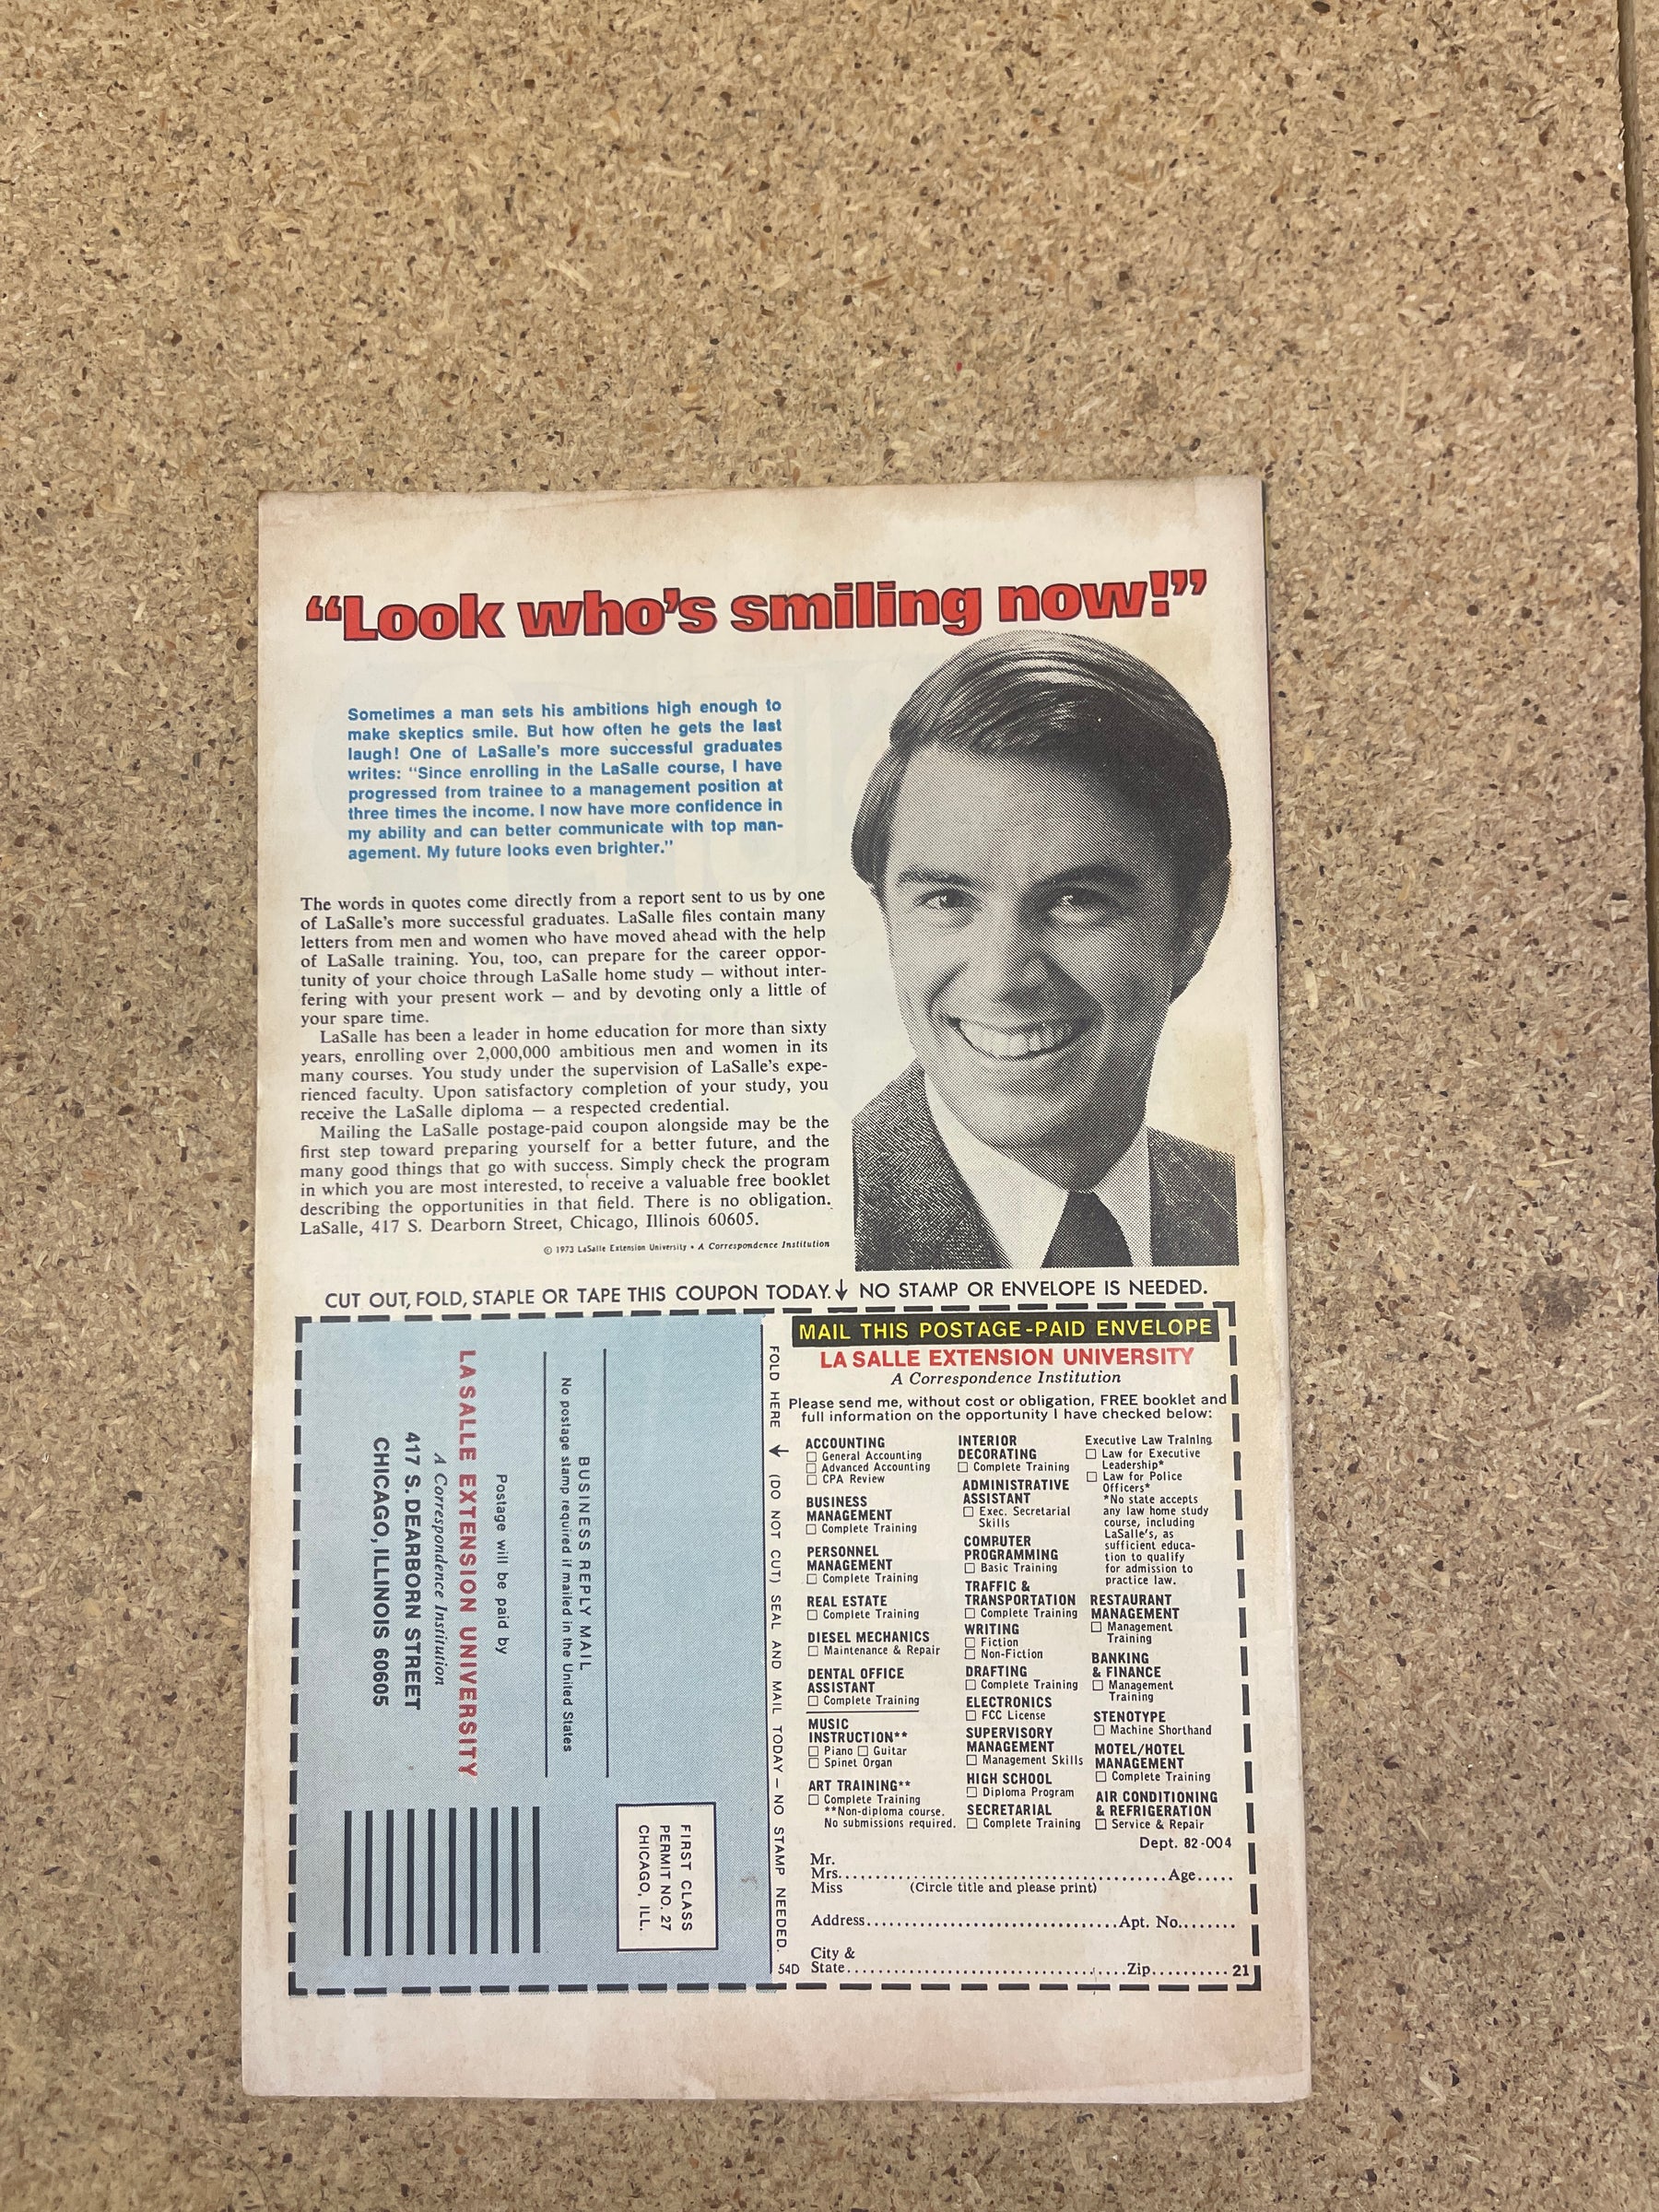 “Look who’s smiling now!”
Sometimes a man sets his ambitions high enough to
make skeptics smile. But how often he gets the last
laugh! One of LaSalle’s more successful graduates
writes: “Since enrolling in the LaSalle course, I have
progressed from trainee to a management position at
three times the income. I now have more confidence in
my ability and can better communicate with top man-
agement. My future looks even brighter.”
The words in quotes come directly from a report sent to us by one
of LaSalle’s more successful graduates. LaSalle files contain many
letters from men and women who have moved ahead with the help
of LaSalle training. You, too, can prepare for the career oppor-
tunity of your choice through LaSalle home study — without inter-
fering with your present work — and by devoting only a little of
your spare time.
LaSalle has been a leader in home education for more than sixty
years, enrolling over 2,000,000 ambitious men and women in its
many courses. You study under the supervision of LaSalle’s expe-
rienced faculty. Upon satisfactory completion of your study, you
receive the LaSalle diploma — a respected credential.
Mailing the LaSalle postage-paid coupon alongside may be the
first step toward preparing yourself for a better future, and the
many good things that go with success. Simply check the program
in which you are most interested, to receive a valuable free booklet
describing the opportunities in that field. There is no obligation.
LaSalle, 417 S. Dearborn Street, Chicago, Illinois 60605.
© 1973 LaSalle Extension University • A Correspondence Institution
CUT OUT, FOLD, STAPLE OR TAPE THIS COUPON TODAY. ↓ NO STAMP OR ENVELOPE IS NEEDED.
FIRST CLASS
PERMIT NO. 27
CHICAGO, ILL.
BUSINESS REPLY MAIL
No postage stamp required if mailed in the United States
Postage will be paid by
LA SALLE EXTENSION UNIVERSITY
A Correspondence Institution
417 S. DEARBORN STREET
CHICAGO, ILLINOIS 60605
FOLD HERE → (DO NOT CUT) SEAL AND MAIL TODAY — NO STAMP NEEDED.
54D
MAIL THIS POSTAGE-PAID ENVELOPE
LA SALLE EXTENSION UNIVERSITY
A Correspondence Institution
Please send me, without cost or obligation, FREE booklet and
full information on the opportunity I have checked below:
ACCOUNTING
☐ General Accounting
☐ Advanced Accounting
☐ CPA Review
BUSINESS
MANAGEMENT
☐ Complete Training
PERSONNEL
MANAGEMENT
☐ Complete Training
REAL ESTATE
☐ Complete Training
DIESEL MECHANICS
☐ Maintenance & Repair
DENTAL OFFICE
ASSISTANT
☐ Complete Training
MUSIC
INSTRUCTION**
☐ Piano ☐ Guitar
☐ Spinet Organ
ART TRAINING**
☐ Complete Training
**Non-diploma course.
No submissions required.
INTERIOR
DECORATING
☐ Complete Training
ADMINISTRATIVE
ASSISTANT
☐ Exec. Secretarial
Skills
COMPUTER
PROGRAMMING
☐ Basic Training
TRAFFIC &
TRANSPORTATION
☐ Complete Training
WRITING
☐ Fiction
☐ Non-Fiction
DRAFTING
☐ Complete Training
ELECTRONICS
☐ FCC License
SUPERVISORY
MANAGEMENT
☐ Management Skills
HIGH SCHOOL
☐ Diploma Program
SECRETARIAL
☐ Complete Training
Executive Law Training
☐ Law for Executive
Leadership*
☐ Law for Police
Officers*
*No state accepts
any law home study
course, including
LaSalle’s, as
sufficient educa-
tion to qualify
for admission to
practice law.
RESTAURANT
MANAGEMENT
☐ Management
Training
BANKING
& FINANCE
☐ Management
Training
STENOTYPE
☐ Machine Shorthand
MOTEL/HOTEL
MANAGEMENT
☐ Complete Training
AIR CONDITIONING
& REFRIGERATION
☐ Service & Repair
Dept. 82-004
Mr.
Mrs........................................Age.....
Miss (Circle title and please print)
Address........................................Apt. No........
City &
State........................................Zip.......... 21